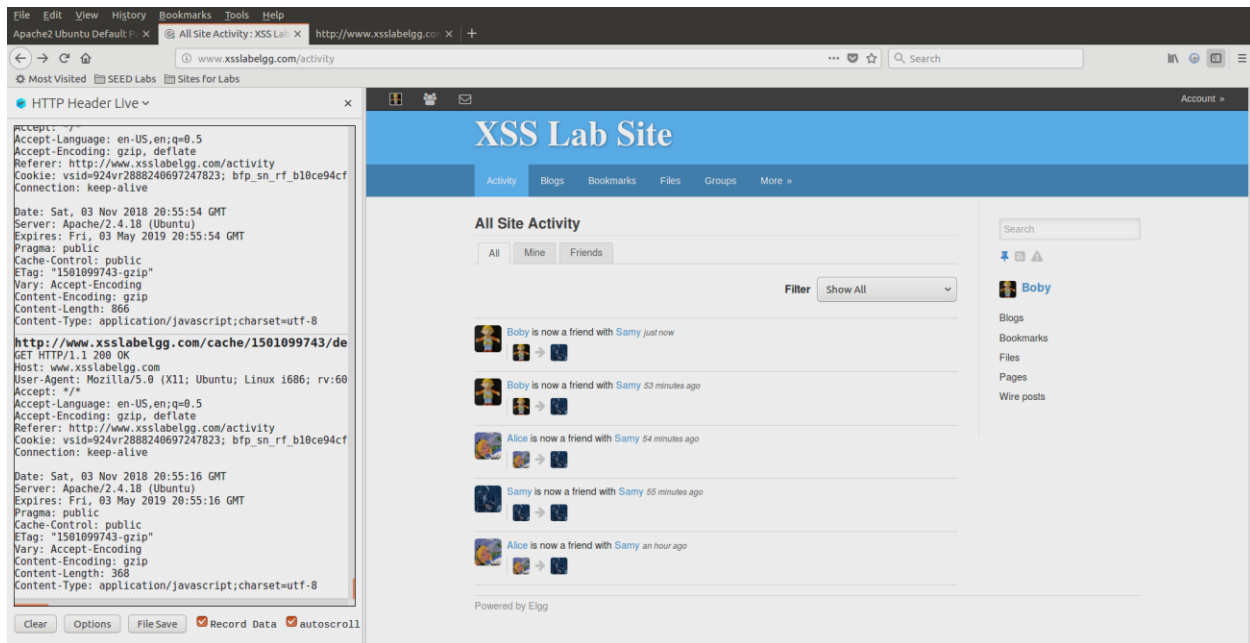 File Edit View History Bookmarks Tools Help
Apache2 Ubuntu Default P
All Site Activity: XSS Lab
http://www.xsslabelgg.co
www.xsslabelgg.com/activity
Search
Most Visited SEED Labs Sites for Labs
HTTP Header Live
Accept: */*
Accept-Language: en-US,en;q=0.5
Accept-Encoding: gzip, deflate
Referer: http://www.xsslabelgg.com/activity
Cookie: vsid=924vr2888240697247823; bfp_sn_rf_b10ce94cf
Connection: keep-alive
Date: Sat, 03 Nov 2018 20:55:54 GMT
Server: Apache/2.4.18 (Ubuntu)
Expires: Fri, 03 May 2019 20:55:54 GMT
Pragma: public
Cache-Control: public
ETag: "1501099743-gzip"
Vary: Accept-Encoding
Content-Encoding: gzip
Content-Length: 866
Content-Type: application/javascript;charset=utf-8
http://www.xsslabelgg.com/cache/1501099743/de
GET HTTP/1.1 200 OK
Host: www.xsslabelgg.com
User-Agent: Mozilla/5.0 (X11; Ubuntu; Linux i686; rv:60
Accept: */*
Accept-Language: en-US,en;q=0.5
Accept-Encoding: gzip, deflate
Referer: http://www.xsslabelgg.com/activity
Cookie: vsid=924vr2888240697247823; bfp_sn_rf_b10ce94cf
Connection: keep-alive
Date: Sat, 03 Nov 2018 20:55:16 GMT
Server: Apache/2.4.18 (Ubuntu)
Expires: Fri, 03 May 2019 20:55:16 GMT
Pragma: public
Cache-Control: public
ETag: "1501099743-gzip"
Vary: Accept-Encoding
Content-Encoding: gzip
Content-Length: 368
Content-Type: application/javascript;charset=utf-8
Clear Options File Save Record Data autoscroll
Account »
XSS Lab Site
Activity Blogs Bookmarks Files Groups More »
All Site Activity
All Mine Friends
Filter Show All
Boby is now a friend with Samy just now
Boby is now a friend with Samy 53 minutes ago
Alice is now a friend with Samy 54 minutes ago
Samy is now a friend with Samy 55 minutes ago
Alice is now a friend with Samy an hour ago
Powered by Elgg
Search
Boby
Blogs
Bookmarks
Files
Pages
Wire posts